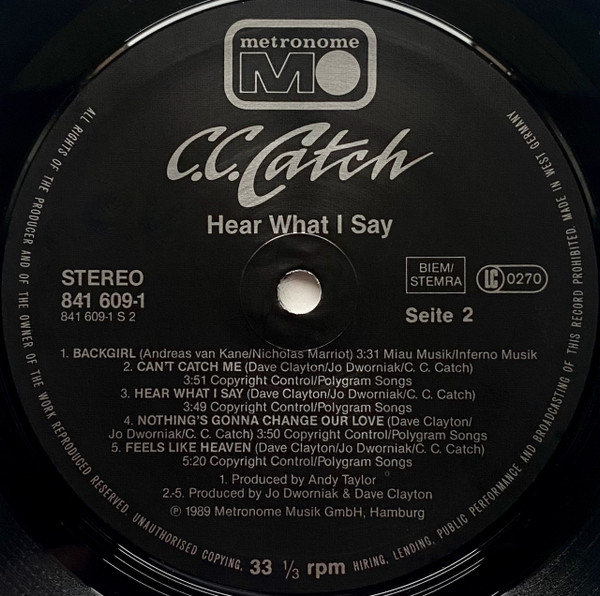 metronome
M
C.C. Catch
Hear What I Say
STEREO
841 609-1
841 609-1 S 2
BIEM/
STEMRA
LC 0270
Seite 2
1. BACKGIRL (Andreas van Kane/Nicholas Marriot) 3:31 Miau Musik/Inferno Musik
2. CAN'T CATCH ME (Dave Clayton/Jo Dworniak/C. C. Catch)
3:51 Copyright Control/Polygram Songs
3. HEAR WHAT I SAY (Dave Clayton/Jo Dworniak/C. C. Catch)
3:49 Copyright Control/Polygram Songs
4. NOTHING'S GONNA CHANGE OUR LOVE (Dave Clayton/
Jo Dworniak/C. C. Catch) 3:50 Copyright Control/Polygram Songs
5. FEELS LIKE HEAVEN (Dave Clayton/Jo Dworniak/C. C. Catch)
5:20 Copyright Control/Polygram Songs
1. Produced by Andy Taylor
2.-5. Produced by Jo Dworniak & Dave Clayton
℗ 1989 Metronome Musik GmbH, Hamburg
33 ⅓ rpm
ALL RIGHTS OF THE PRODUCER AND OF THE OWNER OF THE WORK REPRODUCED RESERVED. UNAUTHORISED COPYING, HIRING, LENDING, PUBLIC PERFORMANCE AND BROADCASTING OF THIS RECORD PROHIBITED. MADE IN WEST GERMANY